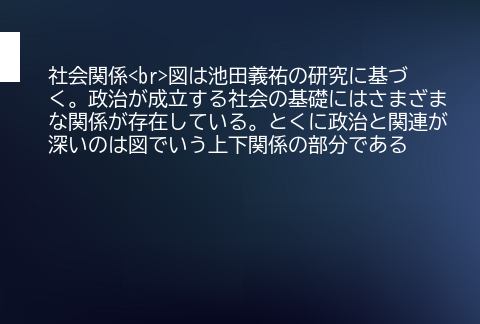 社会関係<br>図は池田義祐の研究に基づ
く。政治が成立する社会の基礎にはさまざま
な関係が存在している。とくに政治と関連が
深いのは図でいう上下関係の部分である